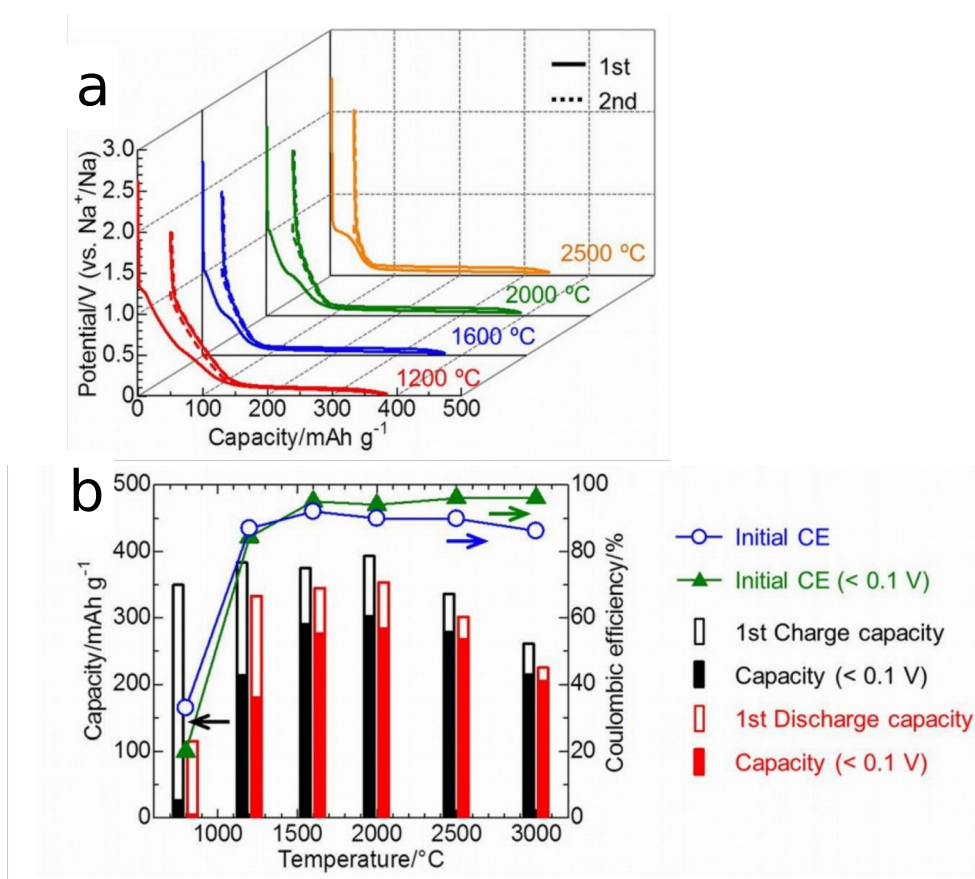 a
1st
2nd
3.0
2.5
2.0
1.5
1.0
0.5
0
Potential/V (vs. Na⁺/Na)
2500 ºC
2000 ºC
1600 ºC
1200 ºC
0 100 200 300 400 500
Capacity/mAh g⁻¹
b
500
400
300
200
100
0
Capacity/mAh g⁻¹
100
80
60
40
20
0
Coulombic efficiency/%
1000 1500 2000 2500 3000
Temperature/°C
Initial CE
Initial CE (< 0.1 V)
1st Charge capacity
Capacity (< 0.1 V)
1st Discharge capacity
Capacity (< 0.1 V)